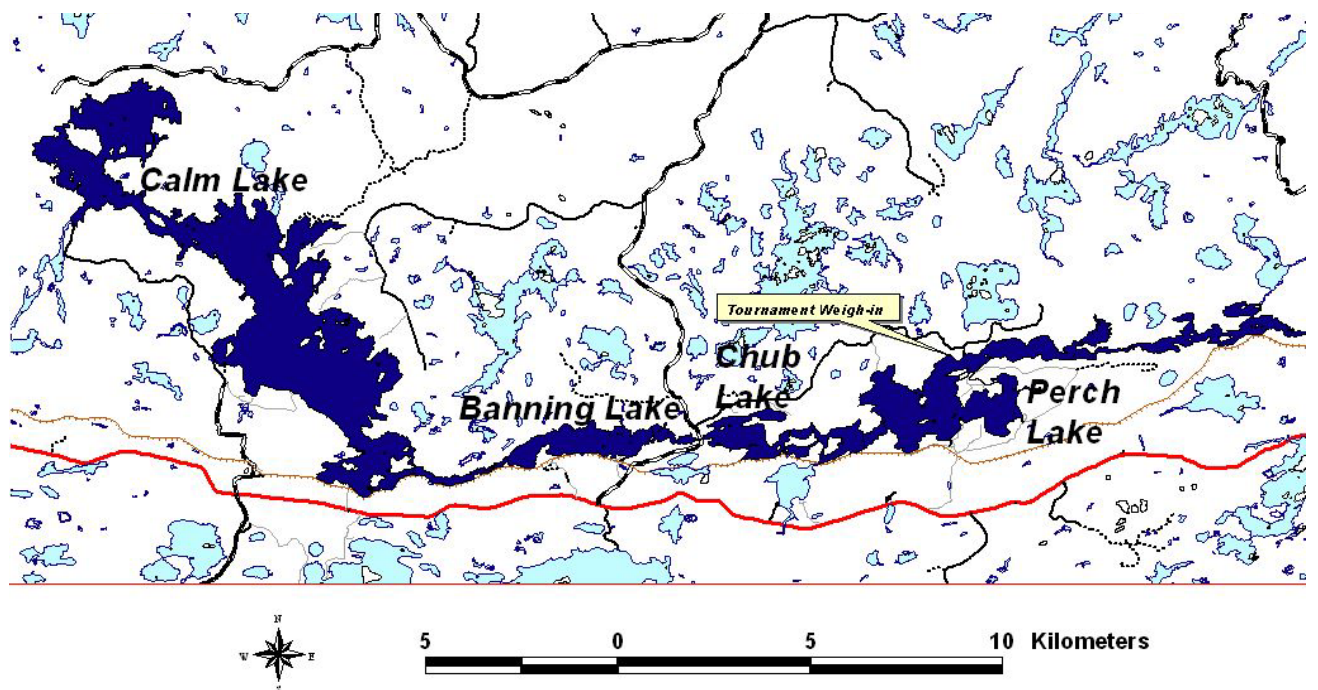 Calm Lake
Tournament Weigh-in
Chub
Lake
Banning Lake
Perch
Lake
N
W E
S
5 0 5 10 Kilometers